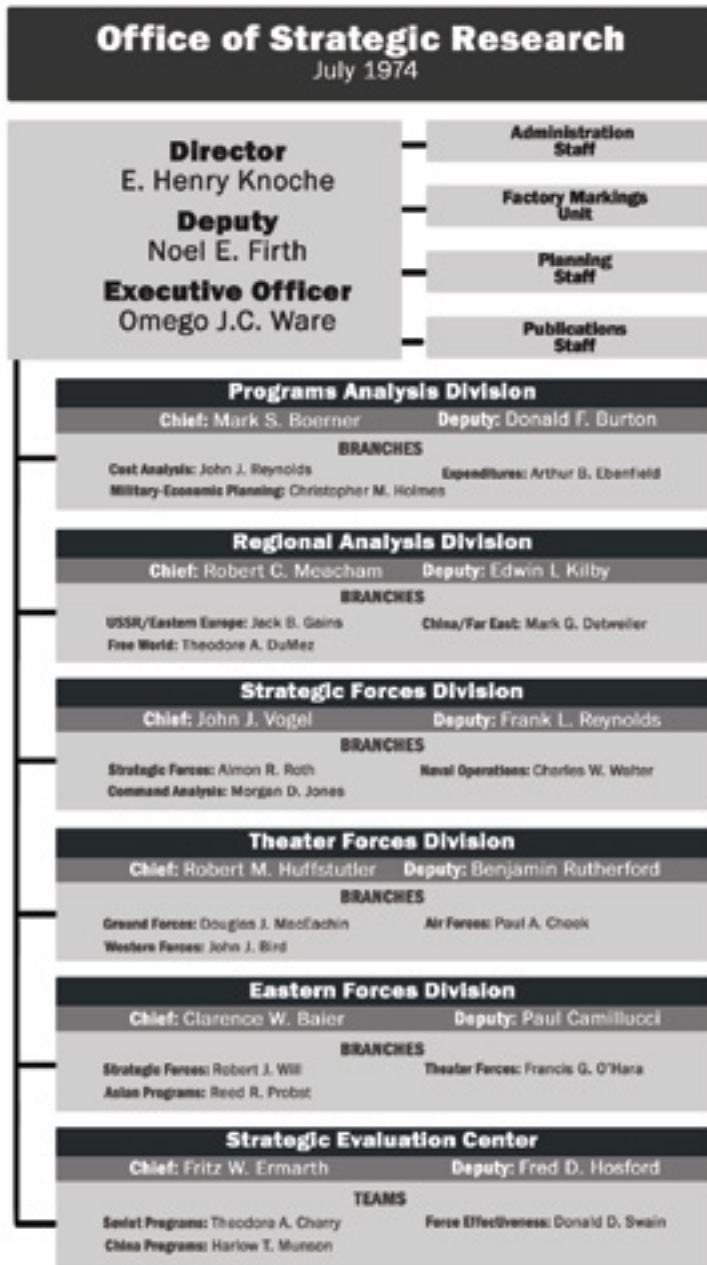 Office of Strategic Research
July 1974
Director
E. Henry Knoche
Deputy
Noel E. Firth
Executive Officer
Omego J.C. Ware
Administration
Staff
Factory Markings
Unit
Planning
Staff
Publications
Staff
Programs Analysis Division
Chief: Mark S. Boerner Deputy: Donald F. Burton
BRANCHES
Cost Analysis: John J. Reynolds Expenditures: Arthur B. Ebenfield
Military-Economic Planning: Christopher M. Holmes
Regional Analysis Division
Chief: Robert C. Meacham Deputy: Edwin I. Kilby
BRANCHES
USSR/Eastern Europe: Jack B. Gains China/Far East: Mark G. Detweiler
Free World: Theodore A. DuMez
Strategic Forces Division
Chief: John J. Vogel Deputy: Frank L. Reynolds
BRANCHES
Strategic Forces: Almon R. Roth Naval Operations: Charles W. Walter
Command Analysis: Morgan D. Jones
Theater Forces Division
Chief: Robert M. Huffstutler Deputy: Benjamin Rutherford
BRANCHES
Ground Forces: Douglas J. MacEachin Air Forces: Paul A. Cheek
Western Forces: John J. Bird
Eastern Forces Division
Chief: Clarence W. Baier Deputy: Paul Camillucci
BRANCHES
Strategic Forces: Robert J. Will Theater Forces: Francis G. O'Hara
Asian Programs: Reed R. Probst
Strategic Evaluation Center
Chief: Fritz W. Ermarth Deputy: Fred D. Hosford
TEAMS
Soviet Programs: Theodore A. Cherry Force Effectiveness: Donald D. Swain
China Programs: Harlow T. Munson